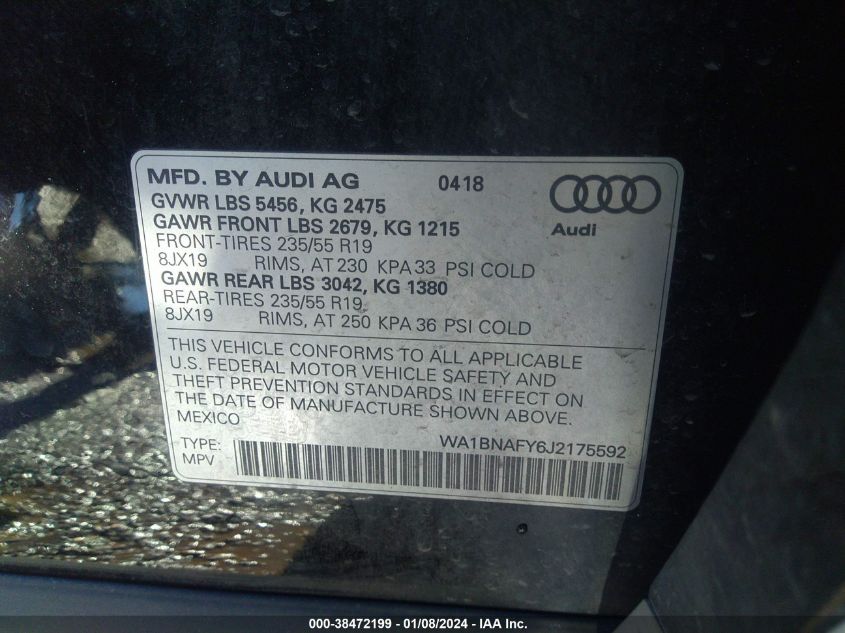 MFD. BY AUDI AG 0418
GVWR LBS 5456, KG 2475
GAWR FRONT LBS 2679, KG 1215
Audi
FRONT-TIRES 235/55 R19
8JX19 RIMS, AT 230 KPA 33 PSI COLD
GAWR REAR LBS 3042, KG 1380
REAR-TIRES 235/55 R19
8JX19 RIMS, AT 250 KPA 36 PSI COLD
THIS VEHICLE CONFORMS TO ALL APPLICABLE
U.S. FEDERAL MOTOR VEHICLE SAFETY AND
THEFT PREVENTION STANDARDS IN EFFECT ON
THE DATE OF MANUFACTURE SHOWN ABOVE.
MEXICO
WA1BNAFY6J2175592
TYPE:
MPV
000-38472199 | 01/08/2024 | IAA Inc.